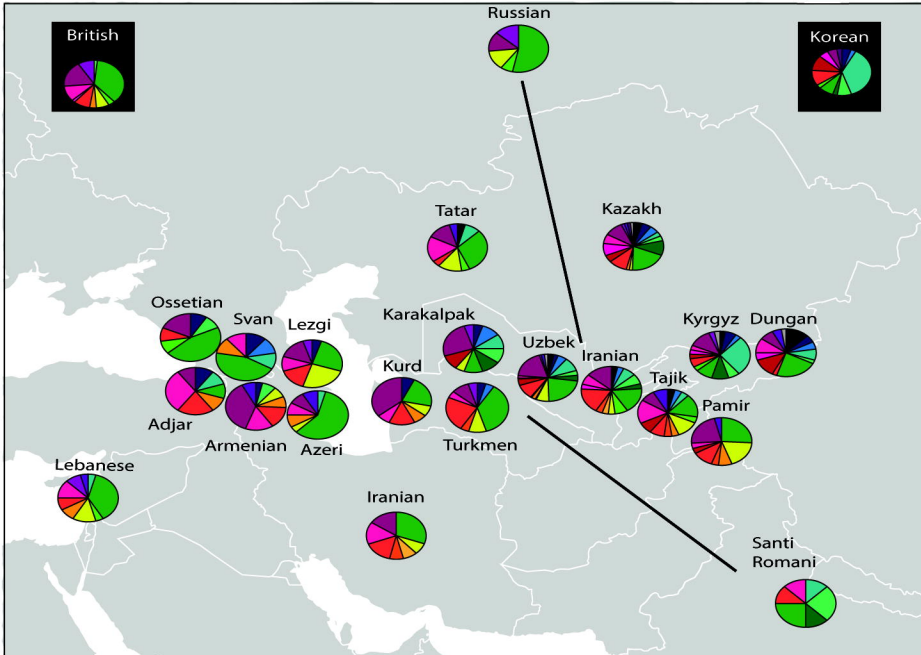 Russian
British
Korean
Tatar
Kazakh
Ossetian
Svan
Lezgi
Karakalpak
Kyrgyz
Dungan
Uzbek
Iranian
Kurd
Tajik
Pamir
Adjar
Armenian
Azeri
Turkmen
Lebanese
Iranian
Santi
Romani